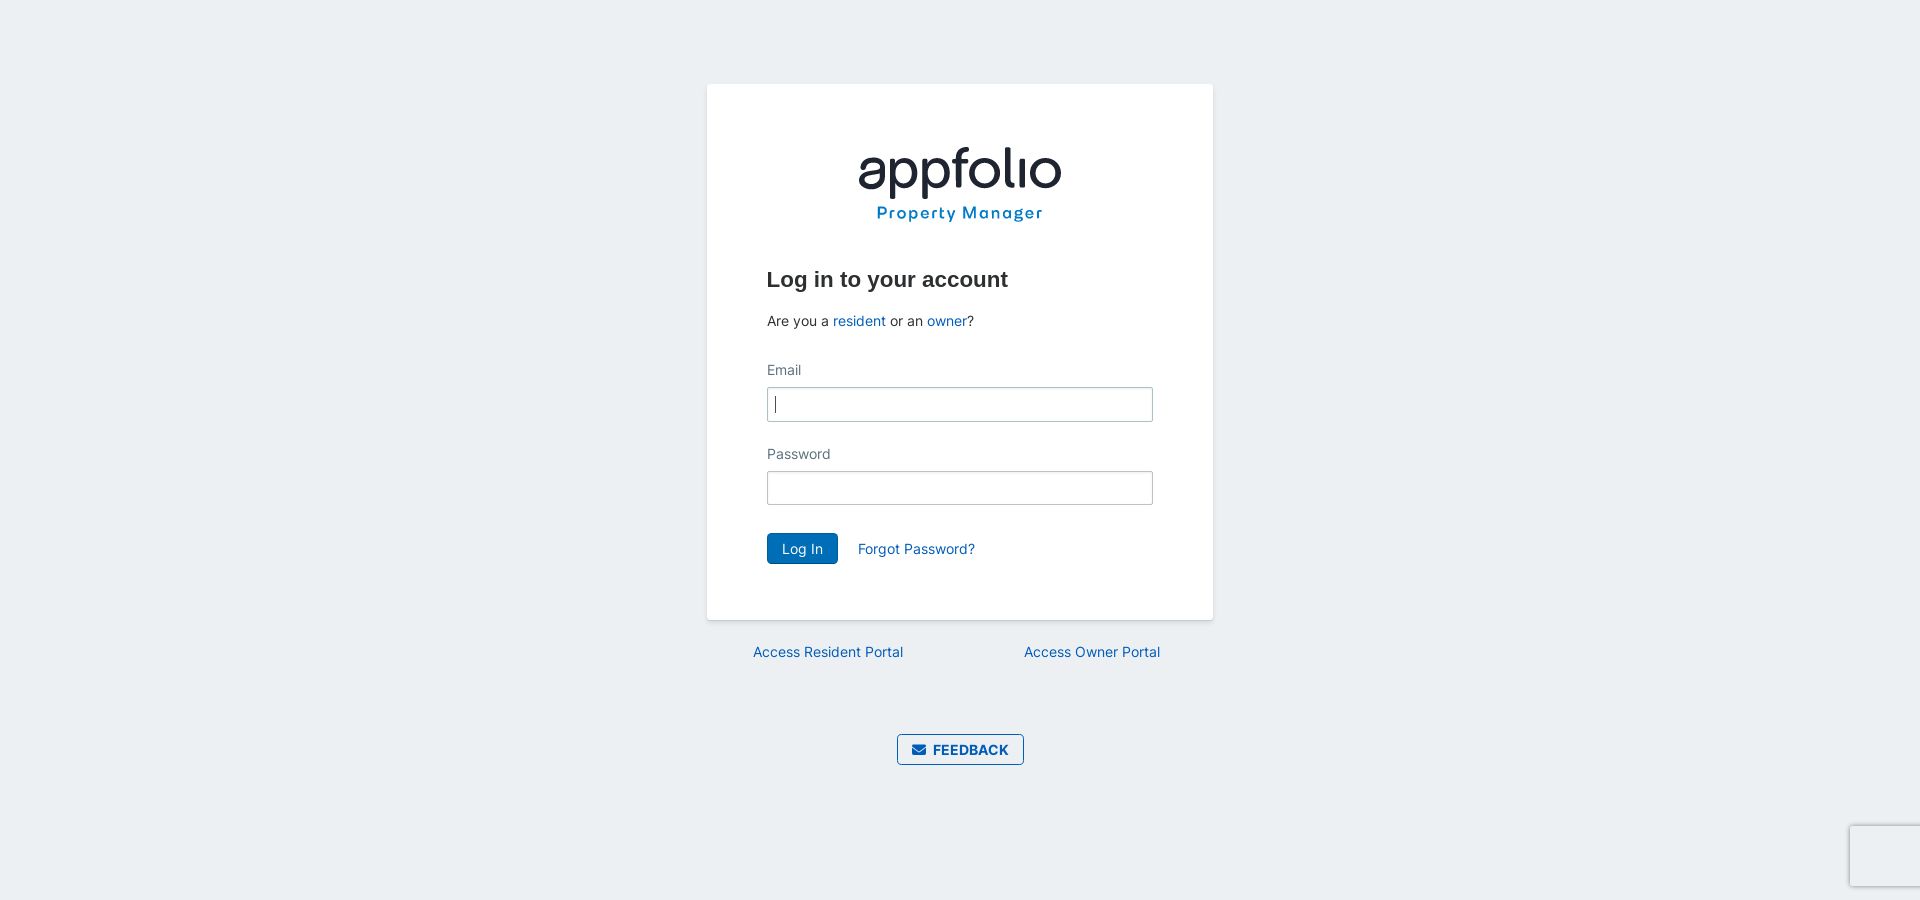 appfolio
Property Manager
Log in to your account
Are you a resident or an owner?
Email
Password
Log In Forgot Password?
Access Resident Portal Access Owner Portal
FEEDBACK